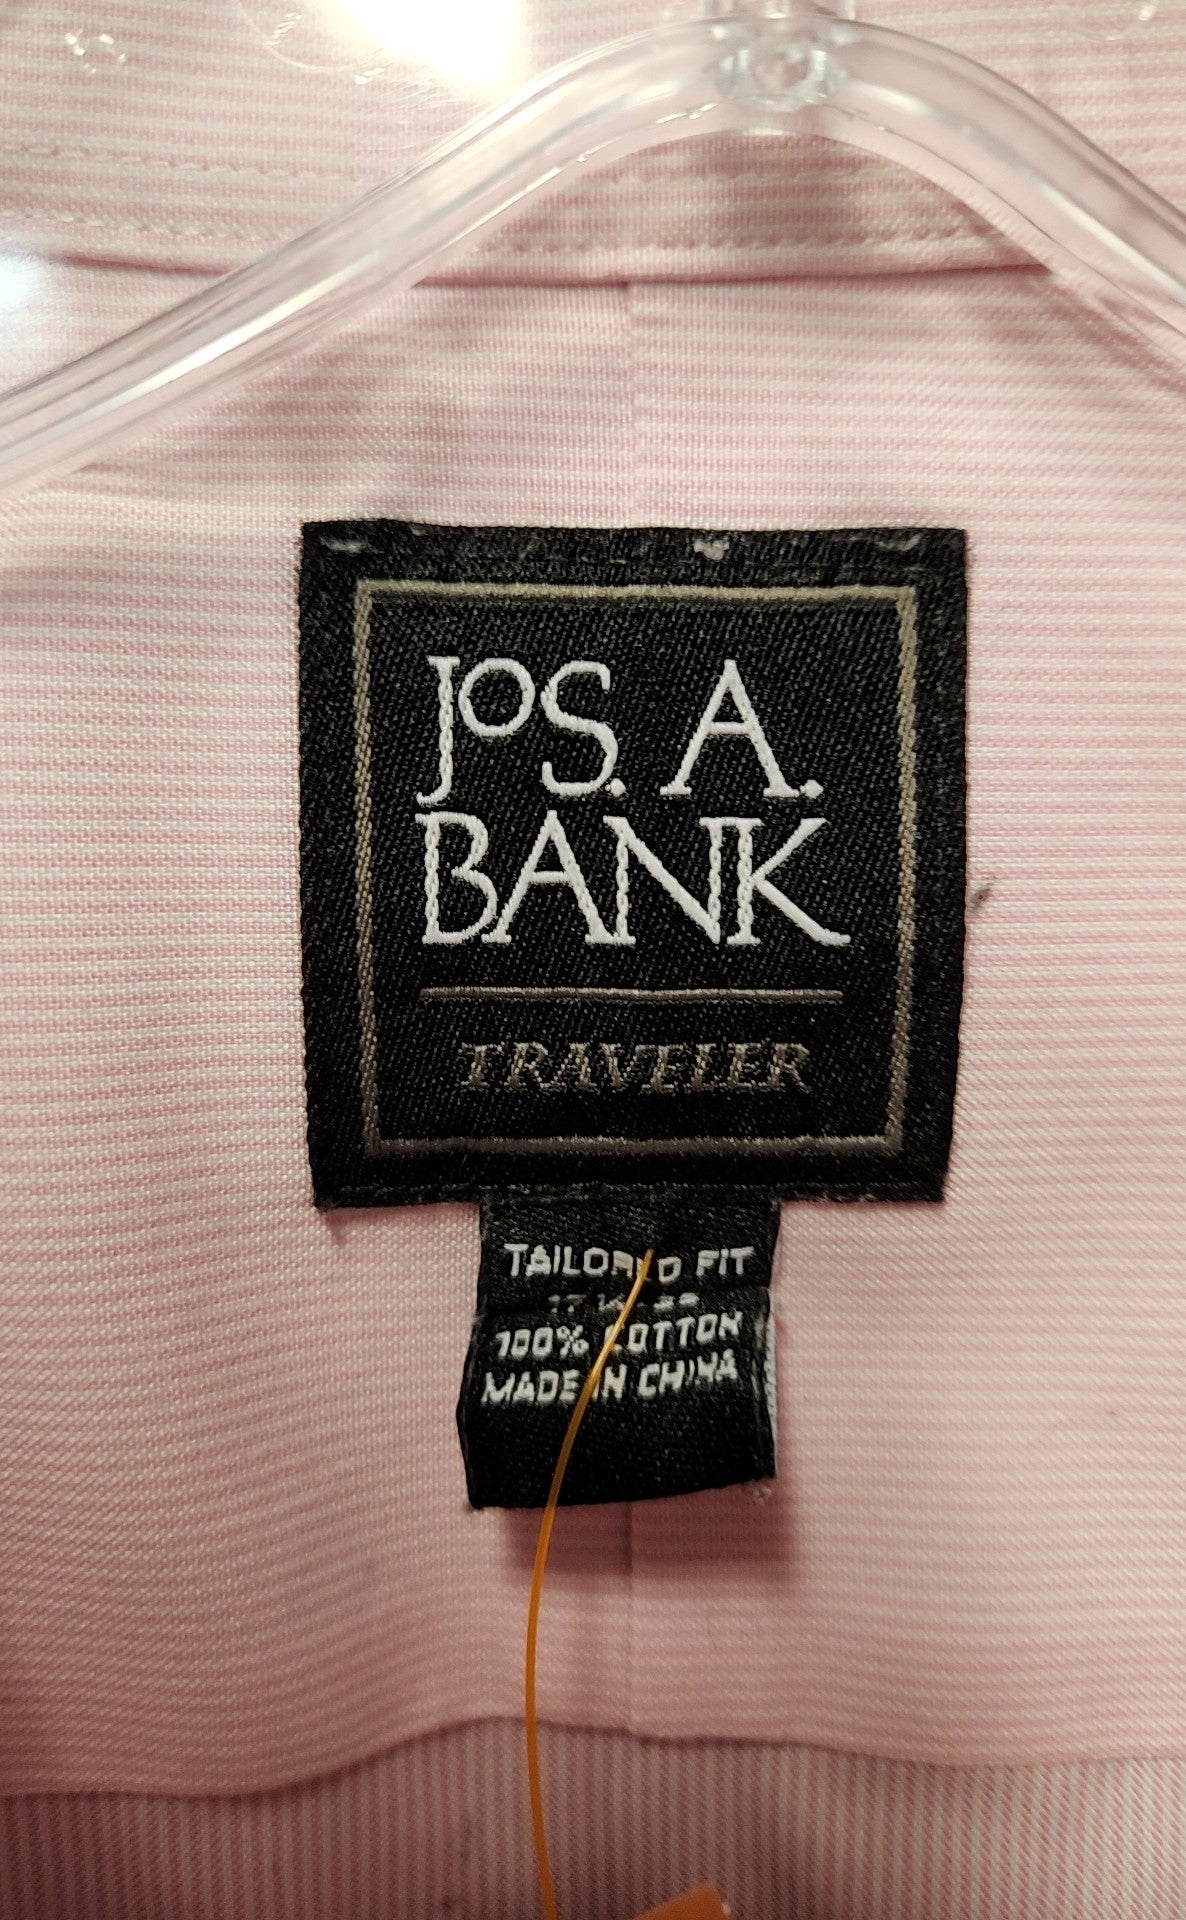 JOS. A.
BANK
TRAVELER
TAILORED FIT
100% COTTON
MADE IN CHINA